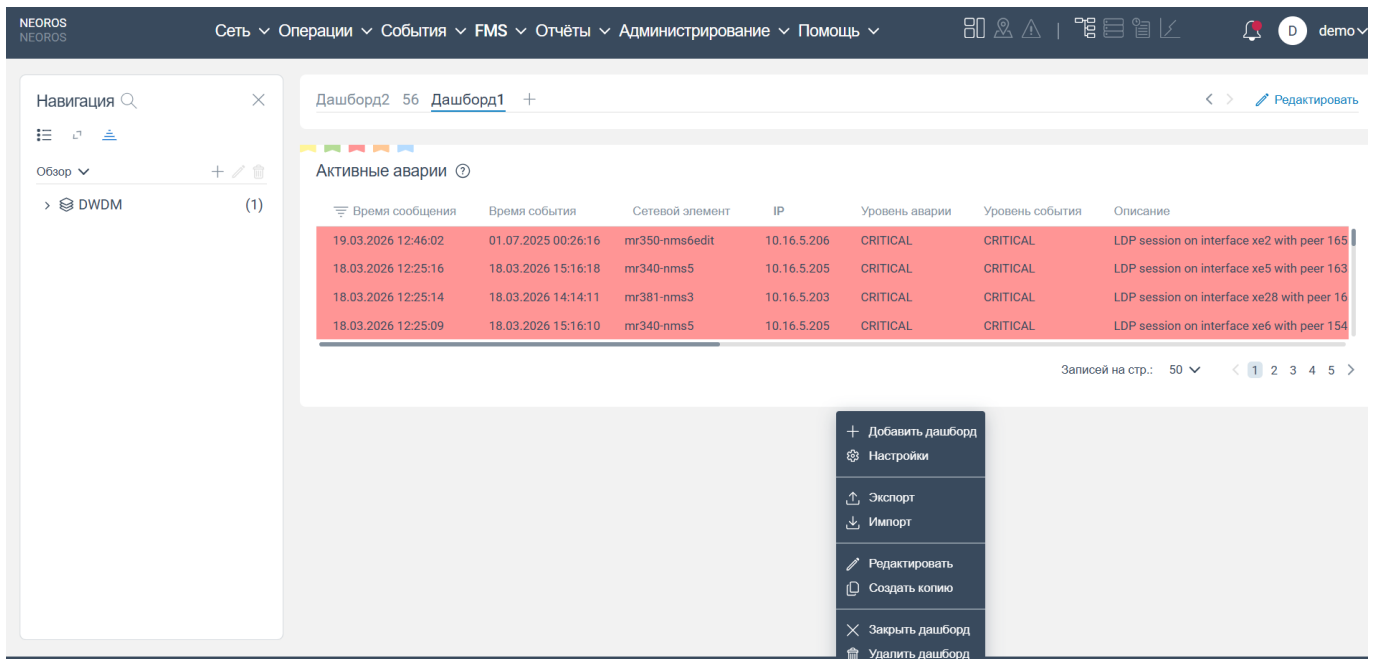 NEOROS
NEOROS
Сеть Операции События FMS Отчёты Администрирование Помощь
D demo
Навигация
Обзор
DWDM (1)
Дашборд2 56 Дашборд1 +
Редактировать
Активные аварии ?
Время сообщения Время события Сетевой элемент IP Уровень аварии Уровень события Описание
19.03.2026 12:46:02 01.07.2025 00:26:16 mr350-nms6edit 10.16.5.206 CRITICAL CRITICAL LDP session on interface xe2 with peer 165
18.03.2026 12:25:16 18.03.2026 15:16:18 mr340-nms5 10.16.5.205 CRITICAL CRITICAL LDP session on interface xe5 with peer 163
18.03.2026 12:25:14 18.03.2026 14:14:11 mr381-nms3 10.16.5.203 CRITICAL CRITICAL LDP session on interface xe28 with peer 16
18.03.2026 12:25:09 18.03.2026 15:16:10 mr340-nms5 10.16.5.205 CRITICAL CRITICAL LDP session on interface xe6 with peer 154
Записей на стр.: 50 < 1 2 3 4 5 >
Добавить дашборд
Настройки
Экспорт
Импорт
Редактировать
Создать копию
Закрыть дашборд
Удалить дашборд